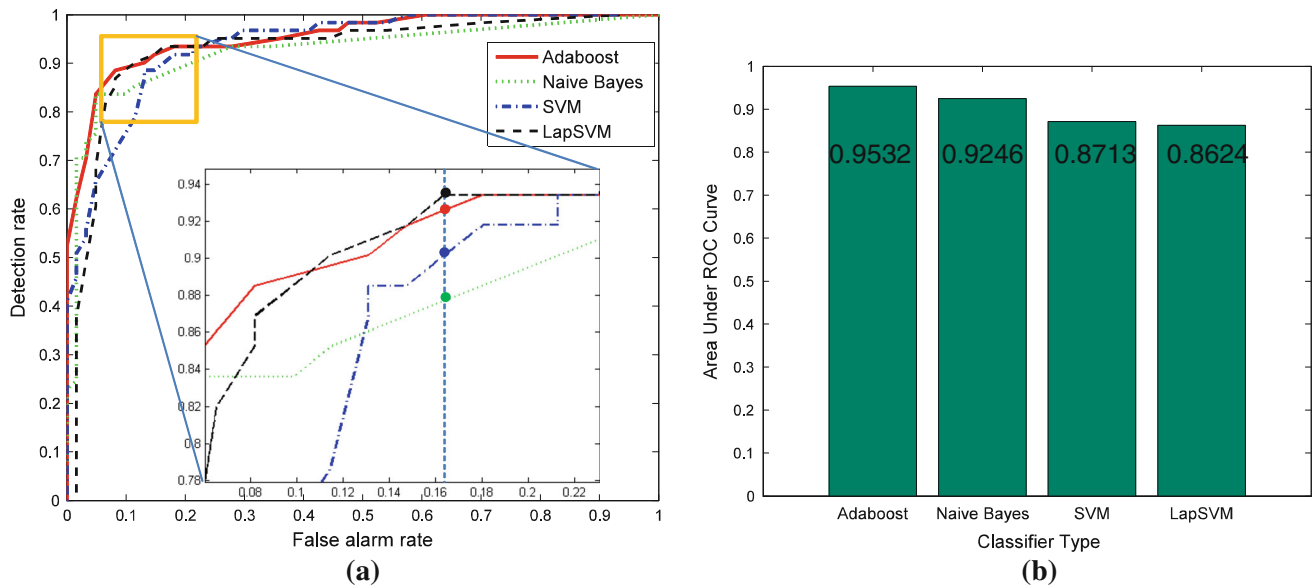 1
0.9
0.8
0.7
0.6
0.5
0.4
0.3
0.2
0.1
0
Detection rate
0 0.1 0.2 0.3 0.4 0.5 0.6 0.7 0.8 0.9 1
False alarm rate
Adaboost
Naive Bayes
SVM
LapSVM
0.94
0.92
0.9
0.88
0.86
0.84
0.82
0.8
0.78
0.08 0.1 0.12 0.14 0.16 0.18 0.2 0.22
(a)
1
0.9
0.8
0.7
0.6
0.5
0.4
0.3
0.2
0.1
0
Area Under ROC Curve
0.9532 0.9246 0.8713 0.8624
Adaboost Naive Bayes SVM LapSVM
Classifier Type
(b)